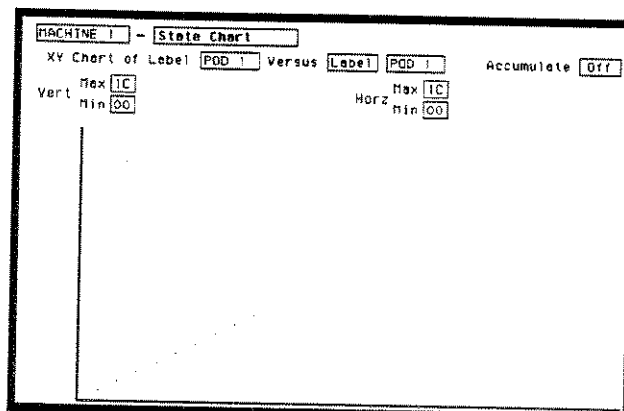 MACHINE 1 - State Chart
XY Chart of Label POD 1 Versus Label POD 1 Accumulate Off
Vert Max 1C Horz Max 1C
Min 00 Min 00